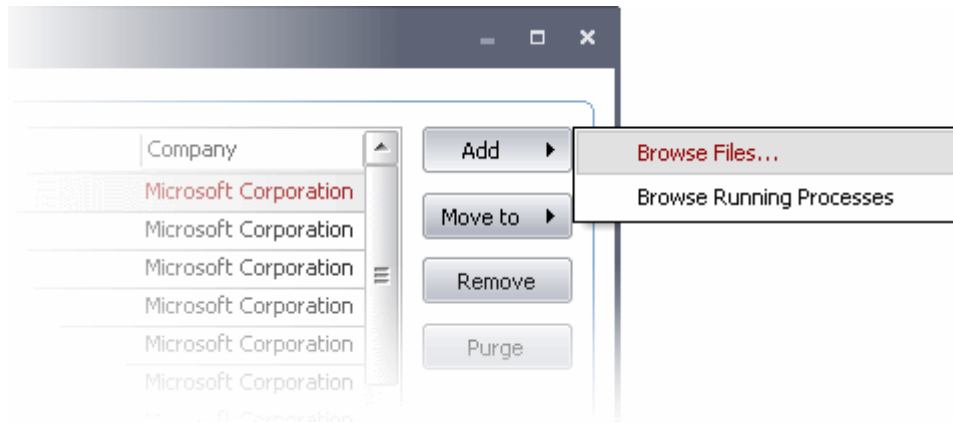 Company
Microsoft Corporation
Microsoft Corporation
Microsoft Corporation
Microsoft Corporation
Microsoft Corporation
Microsoft Corporation
Add
Move to
Remove
Purge
Browse Files...
Browse Running Processes